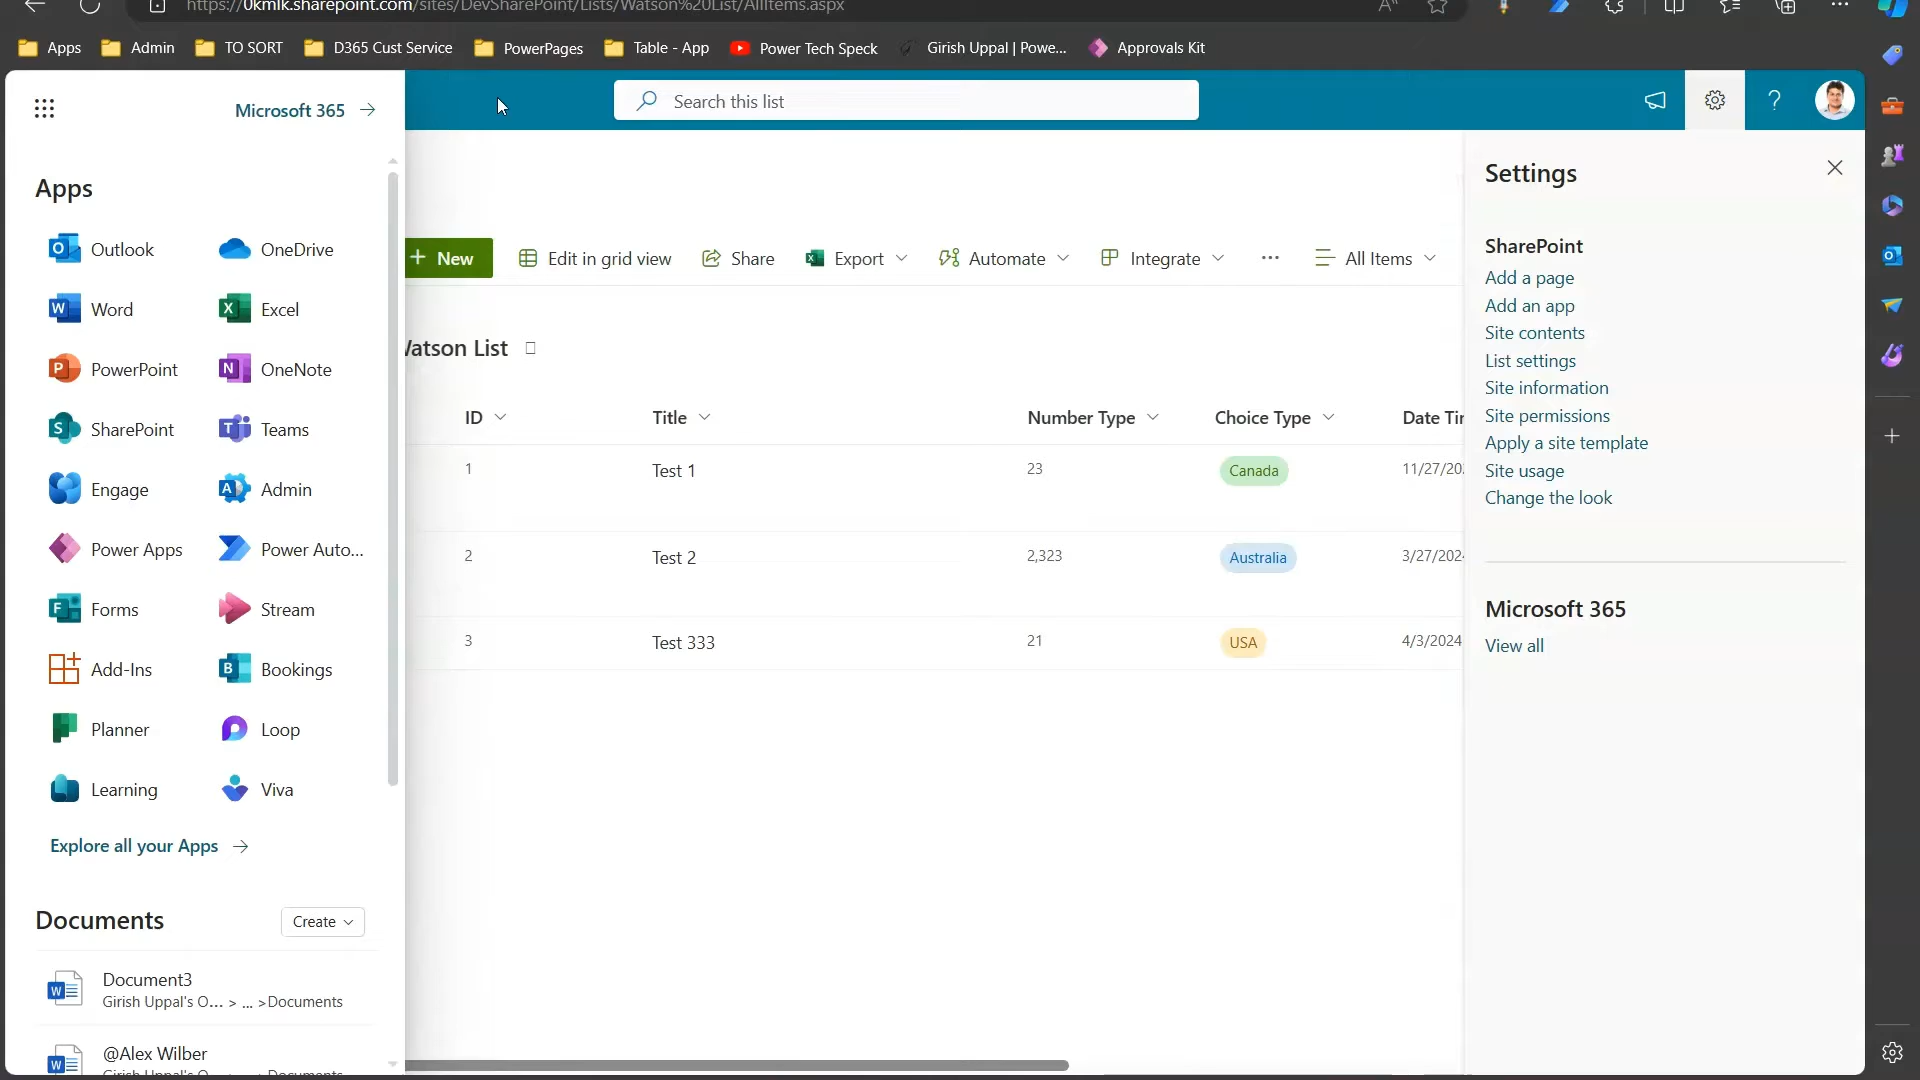 https://0kmlk.sharepoint.com/sites/DevSharePoint/Lists/Watson%20List/AllItems.aspx
Apps
Admin
TO SORT
D365 Cust Service
PowerPages
Table - App
Power Tech Speck
Girish Uppal | Powe...
Approvals Kit
Microsoft 365
Search this list
Apps
Outlook
OneDrive
Word
Excel
PowerPoint
OneNote
SharePoint
Teams
Engage
Admin
Power Apps
Power Auto...
Forms
Stream
Add-Ins
Bookings
Planner
Loop
Learning
Viva
Explore all your Apps
Documents
Create
Document3
Girish Uppal's O... > ... >Documents
@Alex Wilber
New
Edit in grid view
Share
Export
Automate
Integrate
All Items
Watson List
ID
Title
Number Type
Choice Type
Date Tim
1
Test 1
23
Canada
11/27/20
2
Test 2
2,323
Australia
3/27/2024
3
Test 333
21
USA
4/3/2024
Settings
SharePoint
Add a page
Add an app
Site contents
List settings
Site information
Site permissions
Apply a site template
Site usage
Change the look
Microsoft 365
View all